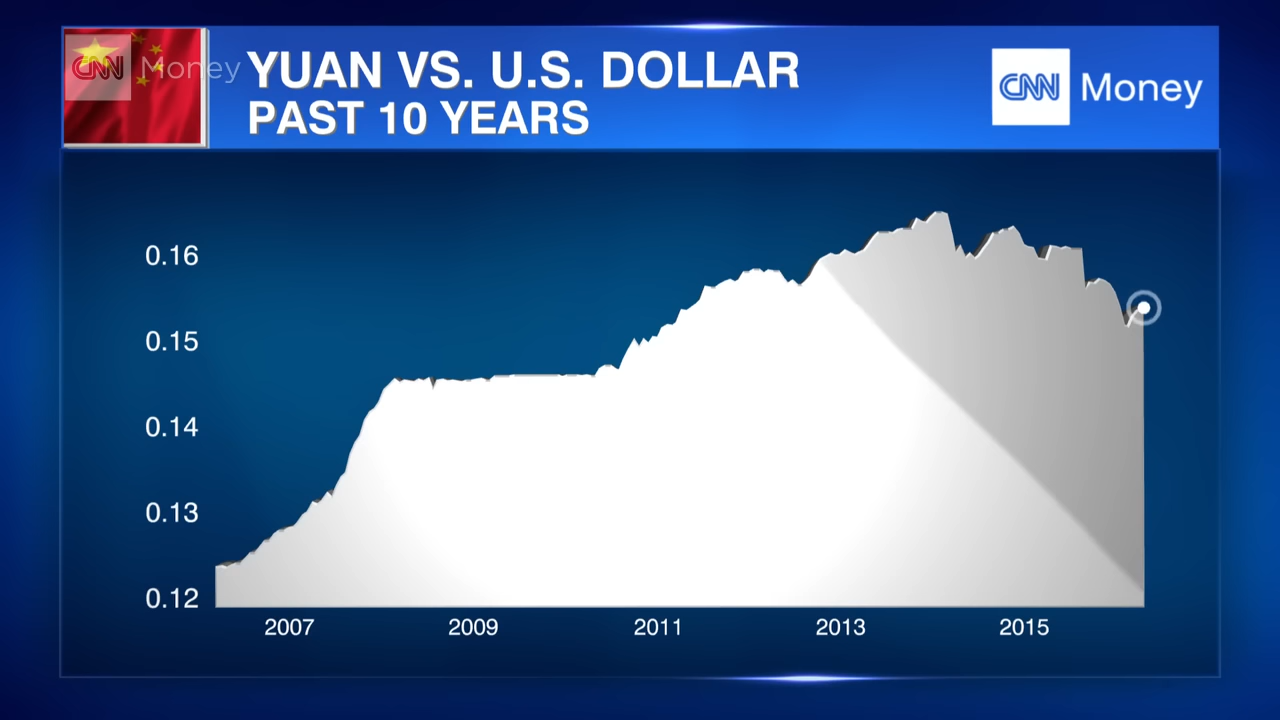 CNN Money
YUAN VS. U.S. DOLLAR
PAST 10 YEARS
CNN Money
0.16
0.15
0.14
0.13
0.12
2007 2009 2011 2013 2015